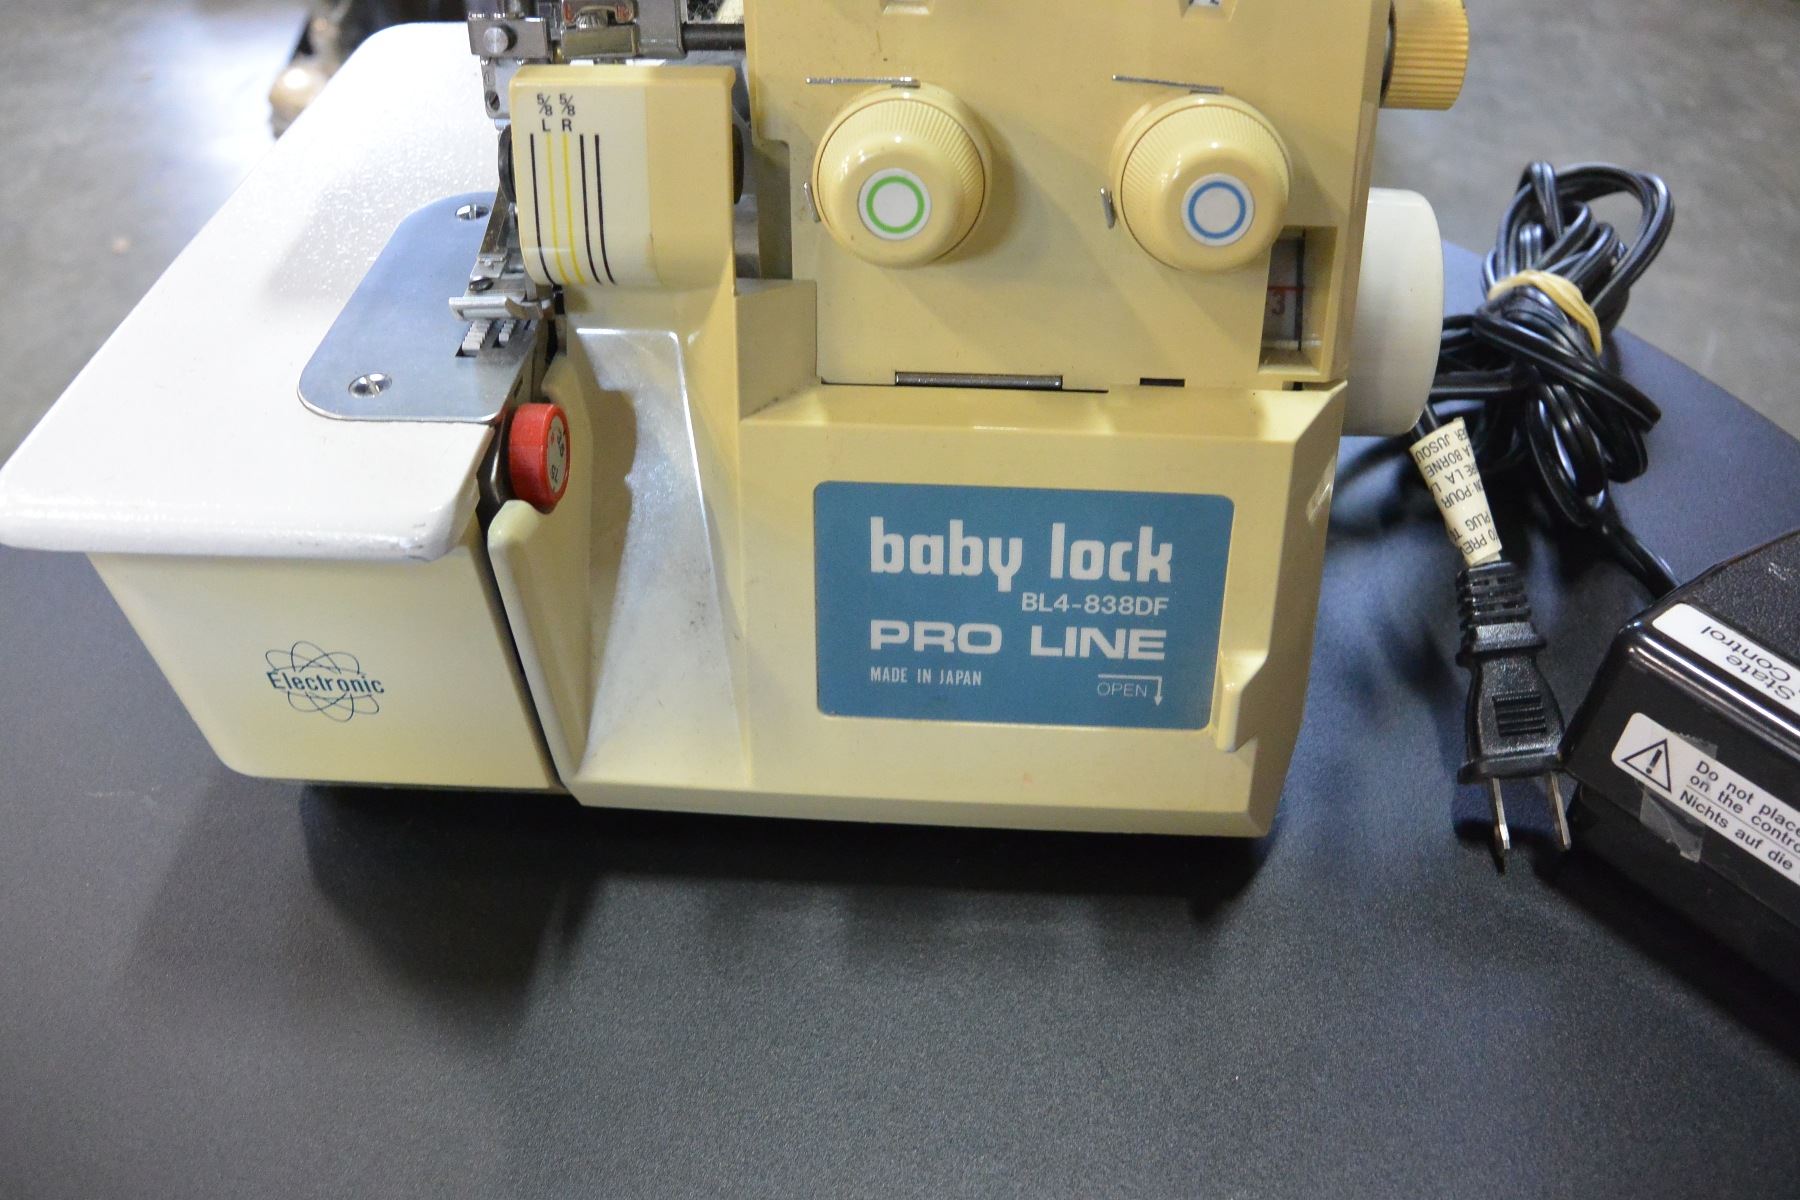 5/8 5/8
L R
3
baby lock
BL4-838DF
PRO LINE
MADE IN JAPAN
OPEN
Electronic
State
Control
Do not place
on the contro
Nichts auf die